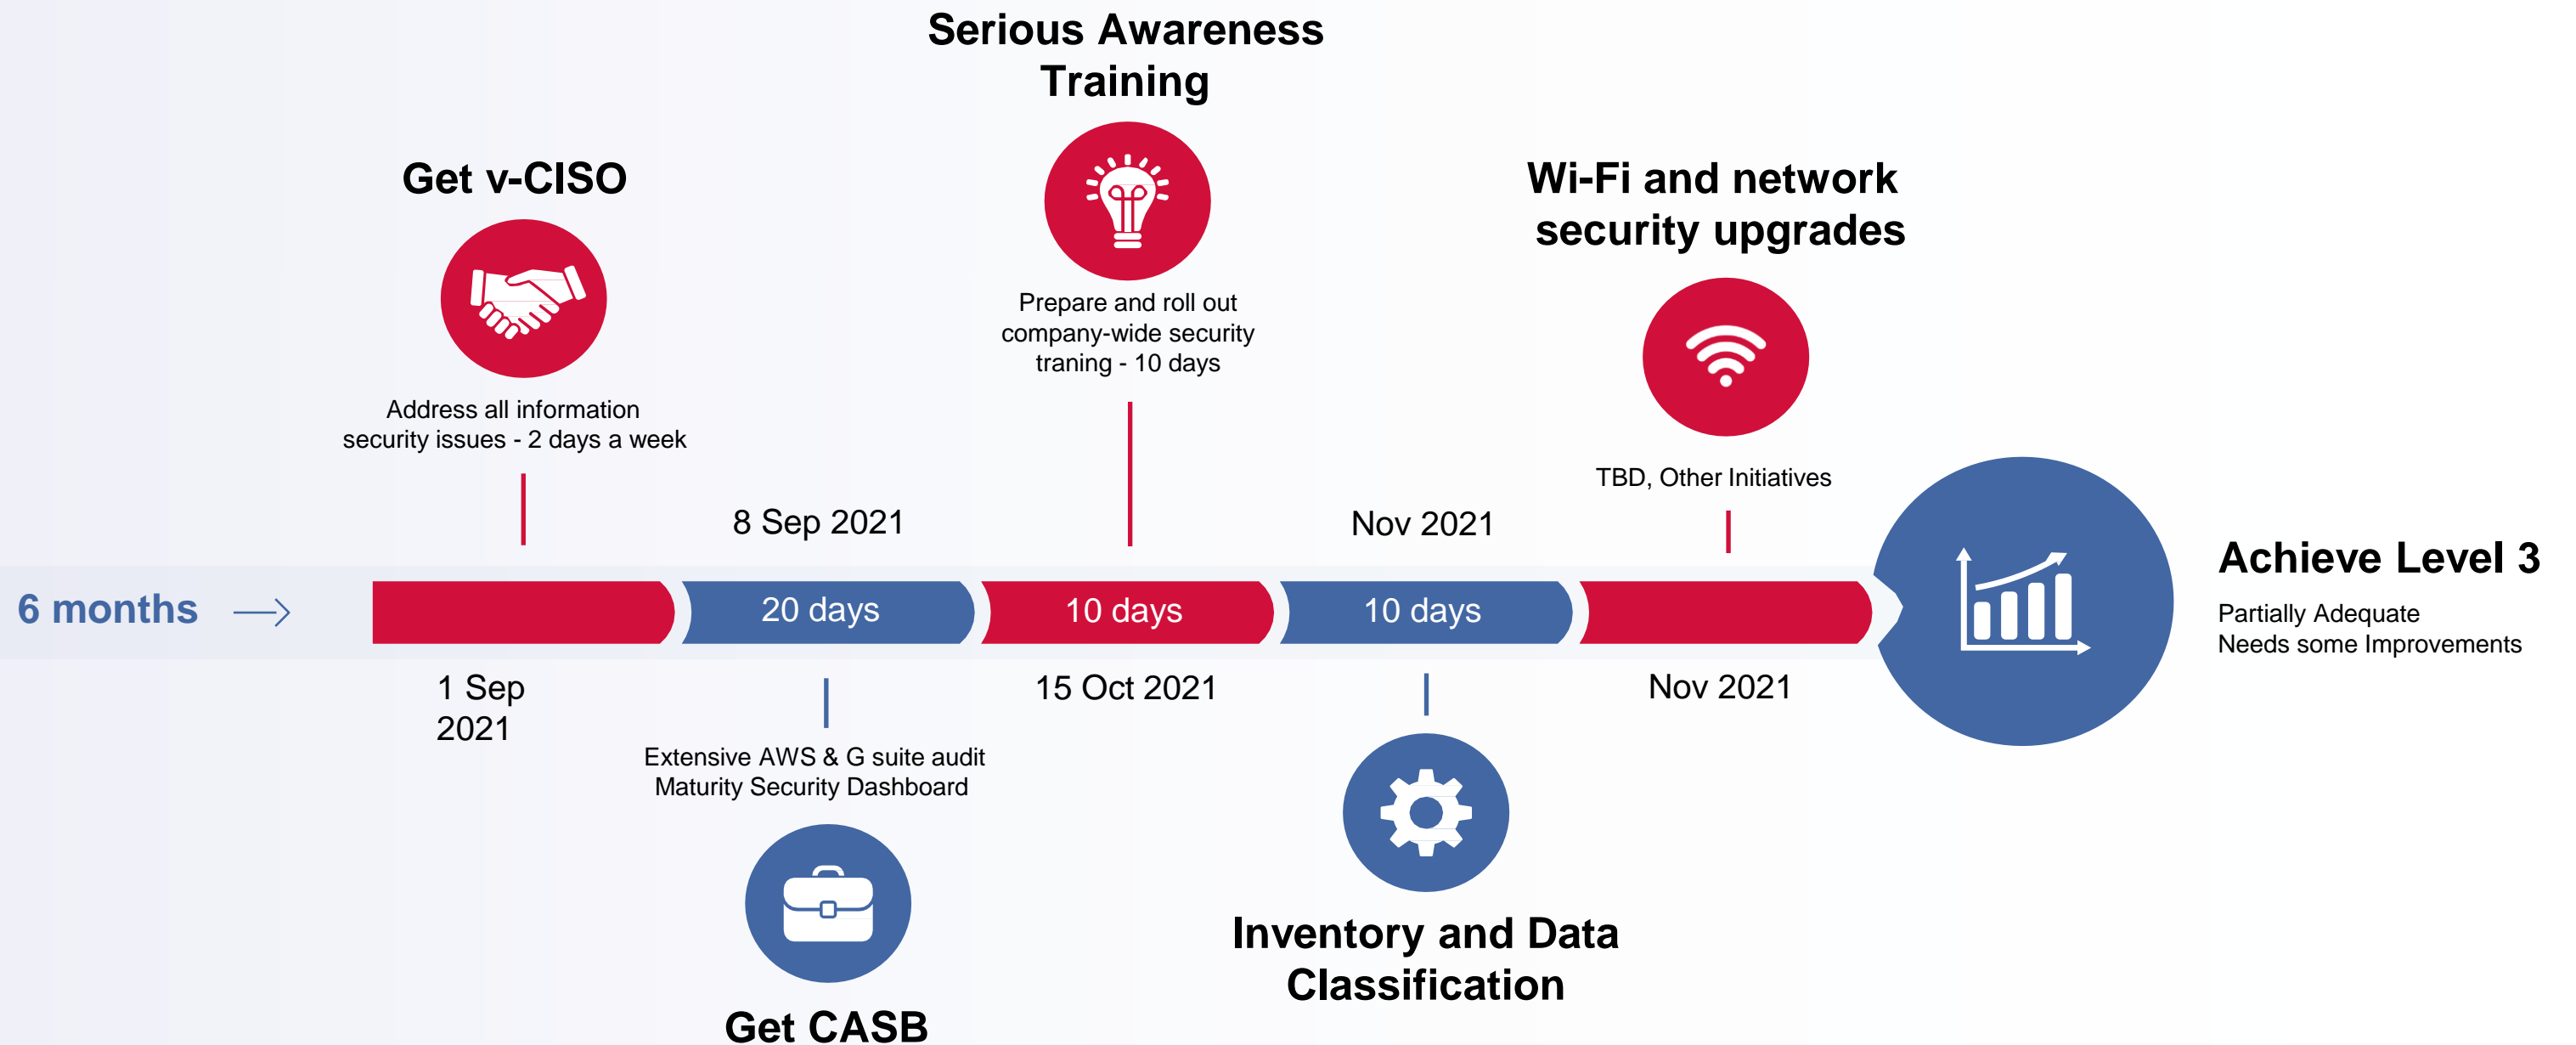 Serious Awareness
Training
Get v-CISO
Wi-Fi and network
security upgrades
Prepare and roll out
company-wide security
traning - 10 days
Address all information
security issues - 2 days a week
TBD, Other Initiatives
8 Sep 2021
Nov 2021
Achieve Level 3
Partially Adequate
Needs some Improvements
6 months
20 days
10 days
10 days
1 Sep
2021
15 Oct 2021
Nov 2021
Extensive AWS & G suite audit
Maturity Security Dashboard
Inventory and Data
Classification
Get CASB